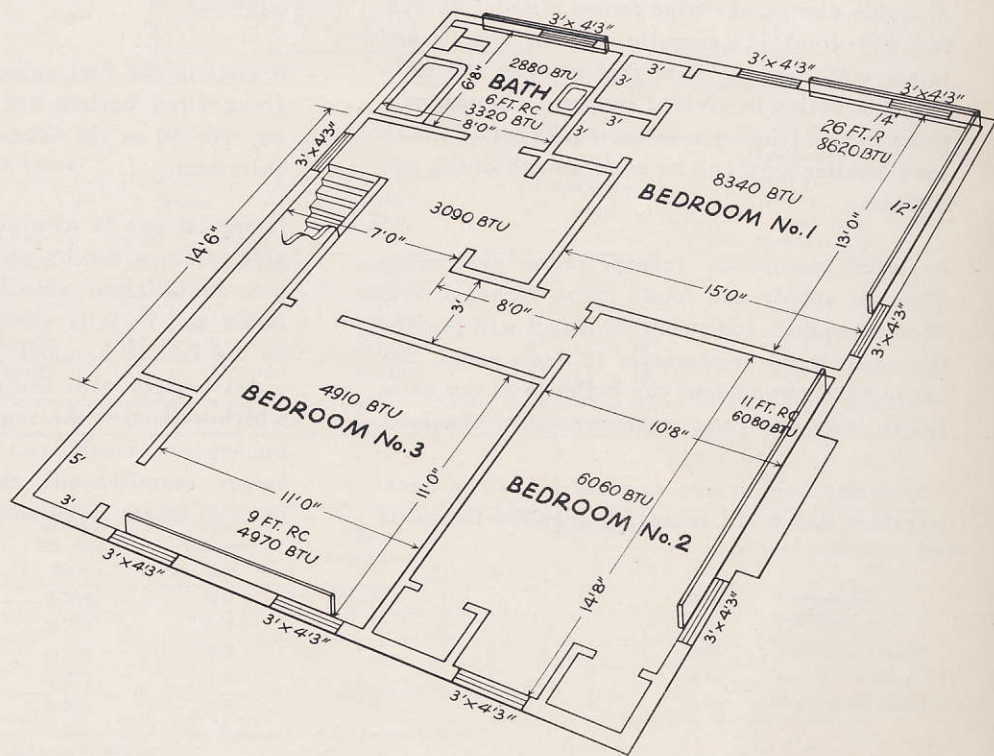 3' x 4'3"
2880 BTU
BATH
6 FT. RC
3320 BTU
6'8"
8'0"
3'
3'
3'
3'
3' x 4'3"
3' x 4'3"
14'
26 FT. R
8620 BTU
8340 BTU
BEDROOM No. 1
12'
13'0"
15'0"
3' x 4'3"
3' x 4'3"
14'6"
7'0"
3090 BTU
8'0"
3'
4910 BTU
BEDROOM No. 3
11'0"
11'0"
9 FT. RC
4970 BTU
5'
3'
3' x 4'3"
3' x 4'3"
11 FT. RC
6080 BTU
10'8"
6060 BTU
BEDROOM No. 2
14'8"
3' x 4'3"
3' x 4'3"